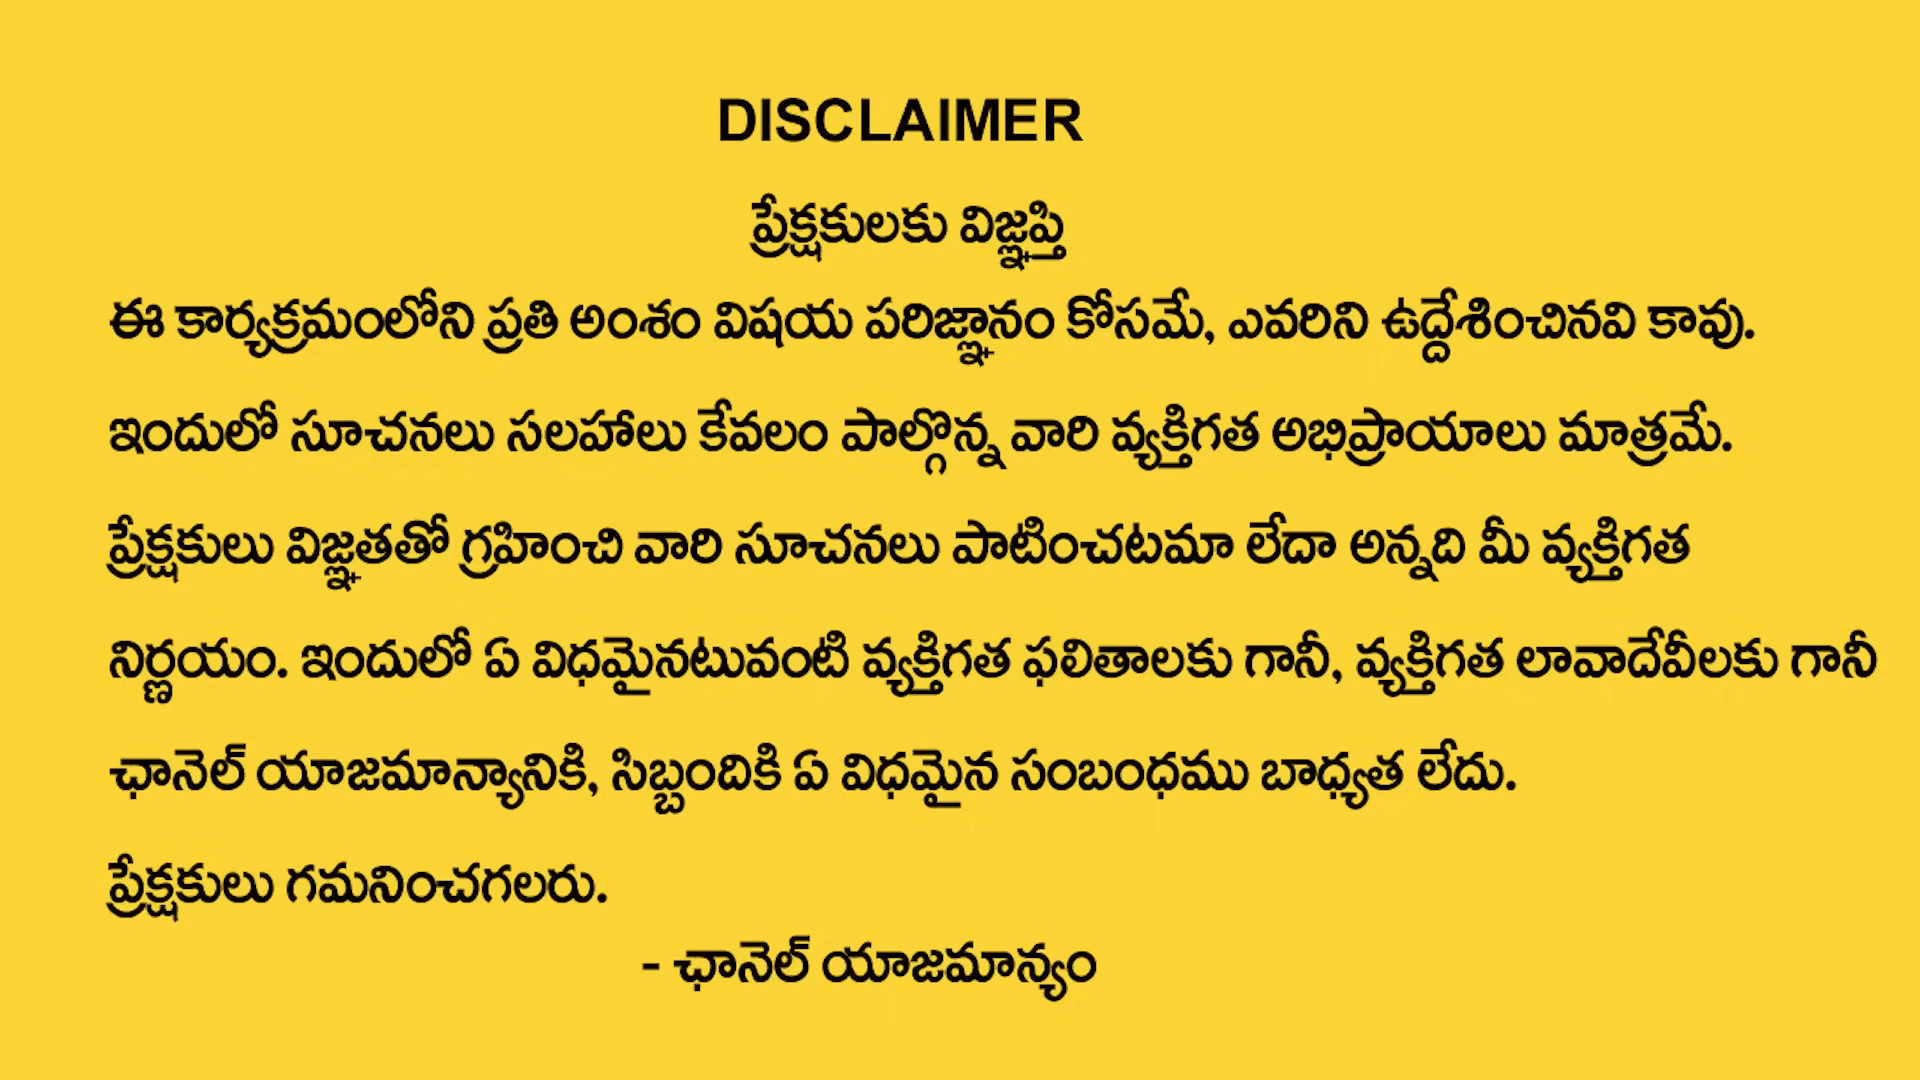 DISCLAIMER
ప్రేక్షకులకు విజ్ఞప్తి
ఈ కార్యక్రమంలోని ప్రతి అంశం విషయ పరిజ్ఞానం కోసమే, ఎవరిని ఉద్దేశించినవి కావు.
ఇందులో సూచనలు సలహాలు కేవలం పాల్గొన్న వారి వ్యక్తిగత అభిప్రాయాలు మాత్రమే.
ప్రేక్షకులు విజ్ఞతతో గ్రహించి వారి సూచనలు పాటించటమా లేదా అన్నది మీ వ్యక్తిగత
నిర్ణయం. ఇందులో ఏ విధమైనటువంటి వ్యక్తిగత ఫలితాలకు గానీ, వ్యక్తిగత లావాదేవీలకు గానీ
ఛానెల్ యాజమాన్యానికి, సిబ్బందికి ఏ విధమైన సంబంధము బాధ్యత లేదు.
ప్రేక్షకులు గమనించగలరు.
- ఛానెల్ యాజమాన్యం